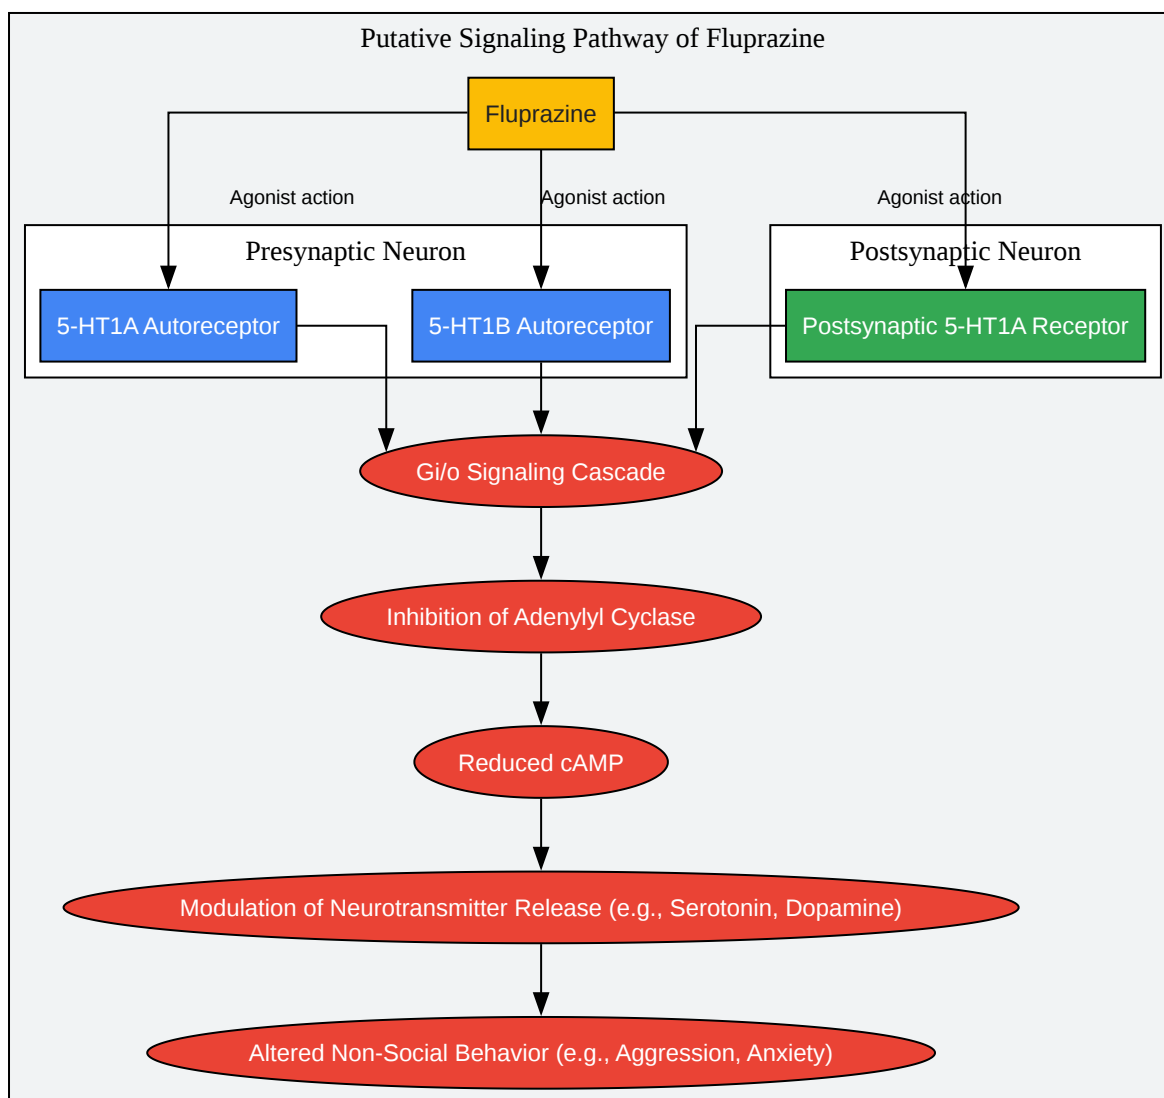 Putative Signaling Pathway of Fluprazine
Fluprazine
Agonist action
Agonist action
Agonist action
Presynaptic Neuron
Postsynaptic Neuron
5-HT1A Autoreceptor
5-HT1B Autoreceptor
Postsynaptic 5-HT1A Receptor
Gi/o Signaling Cascade
Inhibition of Adenylyl Cyclase
Reduced cAMP
Modulation of Neurotransmitter Release (e.g., Serotonin, Dopamine)
Altered Non-Social Behavior (e.g., Aggression, Anxiety)